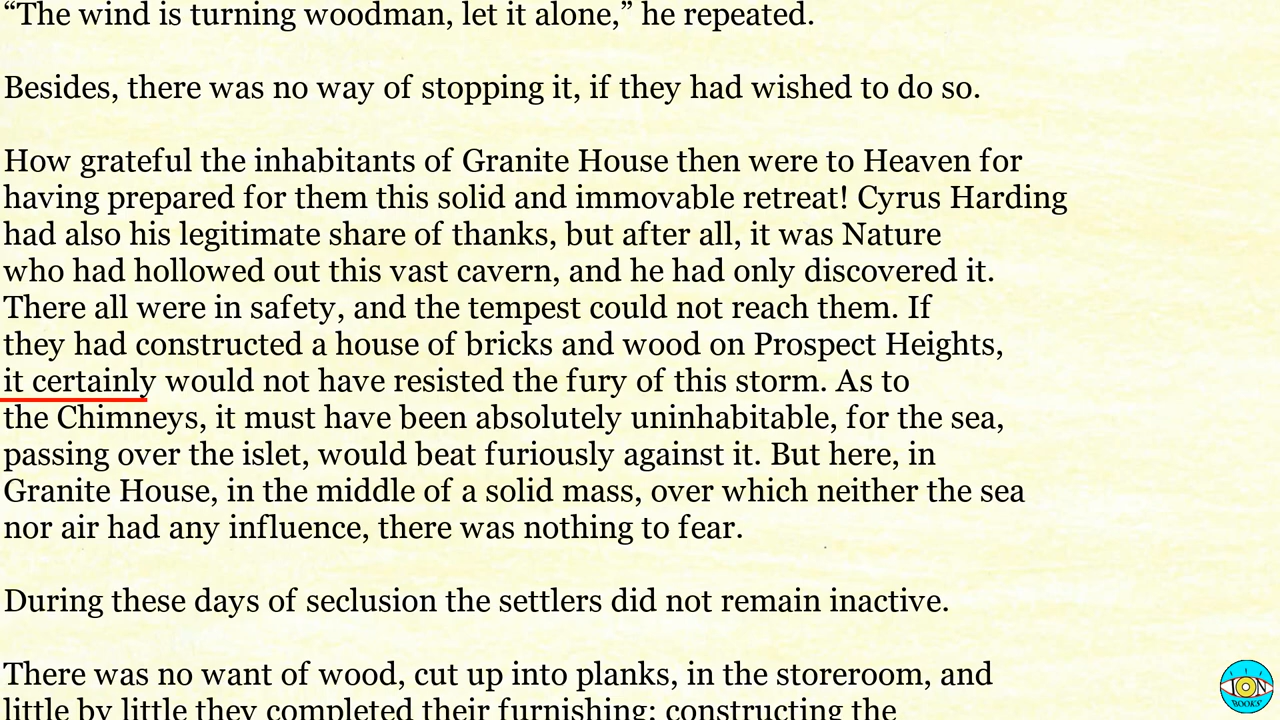 “The wind is turning woodman, let it alone,” he repeated.
Besides, there was no way of stopping it, if they had wished to do so.
How grateful the inhabitants of Granite House then were to Heaven for
having prepared for them this solid and immovable retreat! Cyrus Harding
had also his legitimate share of thanks, but after all, it was Nature
who had hollowed out this vast cavern, and he had only discovered it.
There all were in safety, and the tempest could not reach them. If
they had constructed a house of bricks and wood on Prospect Heights,
it certainly would not have resisted the fury of this storm. As to
the Chimneys, it must have been absolutely uninhabitable, for the sea,
passing over the islet, would beat furiously against it. But here, in
Granite House, in the middle of a solid mass, over which neither the sea
nor air had any influence, there was nothing to fear.
During these days of seclusion the settlers did not remain inactive.
There was no want of wood, cut up into planks, in the storeroom, and
little by little they completed their furnishing; constructing the
ION
BOOKS